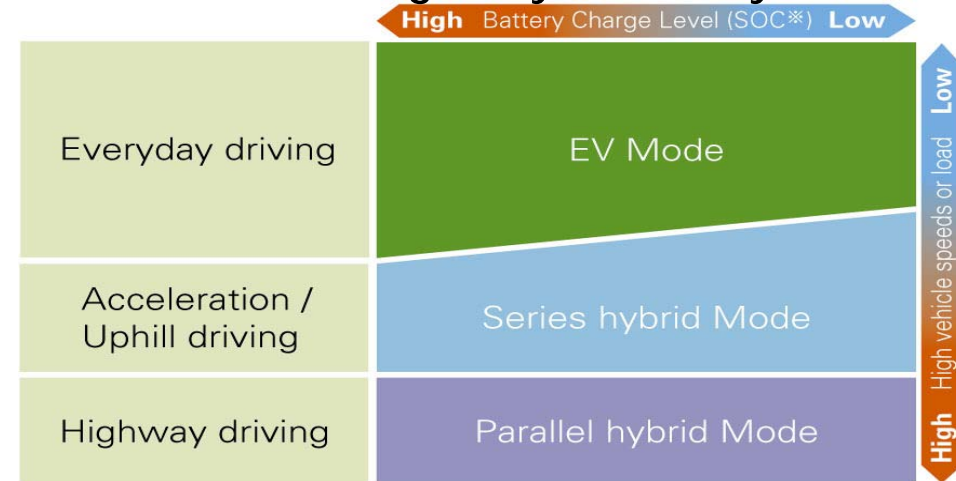 High Battery Charge Level (SOC※) Low
Everyday driving
EV Mode
Acceleration /
Uphill driving
Series hybrid Mode
Highway driving
Parallel hybrid Mode
High High vehicle speeds or load Low